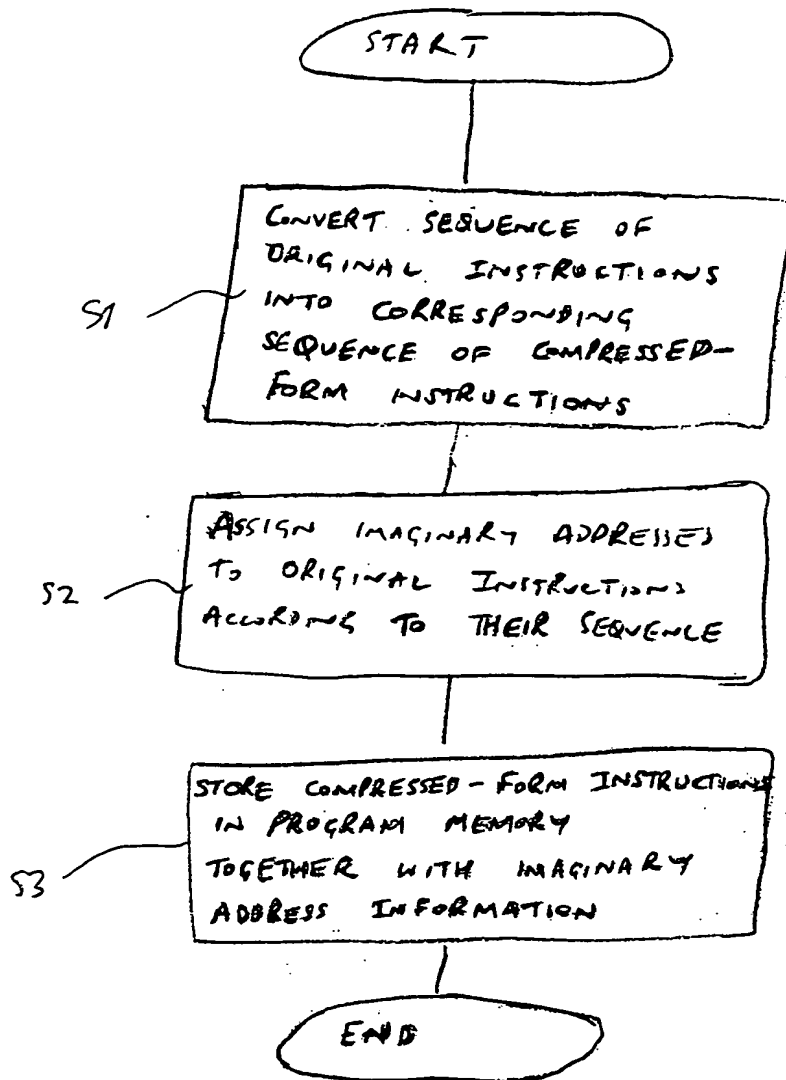 START
CONVERT SEQUENCE OF
ORIGINAL INSTRUCTIONS
S1
INTO CORRESPONDING
SEQUENCE OF COMPRESSED-
FORM INSTRUCTIONS
ASSIGN IMAGINARY ADDRESSES
S2
TO ORIGINAL INSTRUCTIONS
ACCORDING TO THEIR SEQUENCE
STORE COMPRESSED-FORM INSTRUCTIONS
IN PROGRAM MEMORY
S3
TOGETHER WITH IMAGINARY
ADDRESS INFORMATION
END